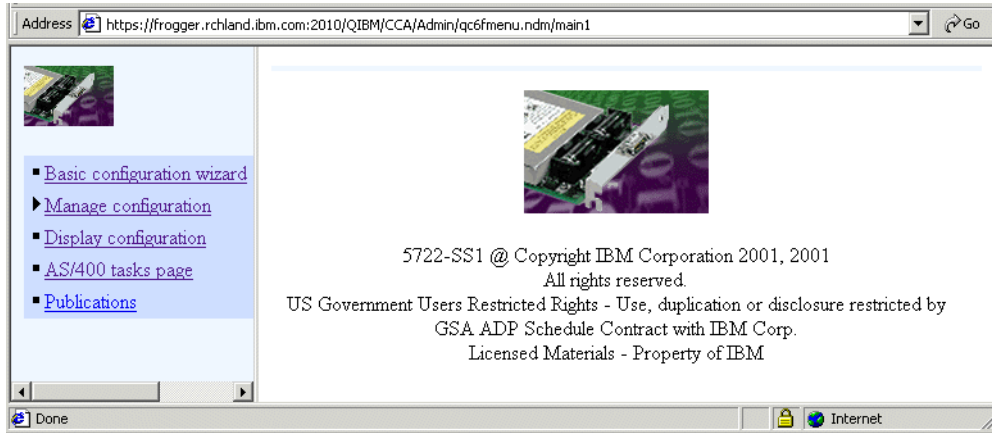 Address https://frogger.rchland.ibm.com:2010/QIBM/CCA/Admin/qc6fmenu.ndm/main1 Go
Basic configuration wizard
Manage configuration
Display configuration
AS/400 tasks page
Publications
5722-SS1 @ Copyright IBM Corporation 2001, 2001
All rights reserved.
US Government Users Restricted Rights - Use, duplication or disclosure restricted by
GSA ADP Schedule Contract with IBM Corp.
Licensed Materials - Property of IBM
Done Internet